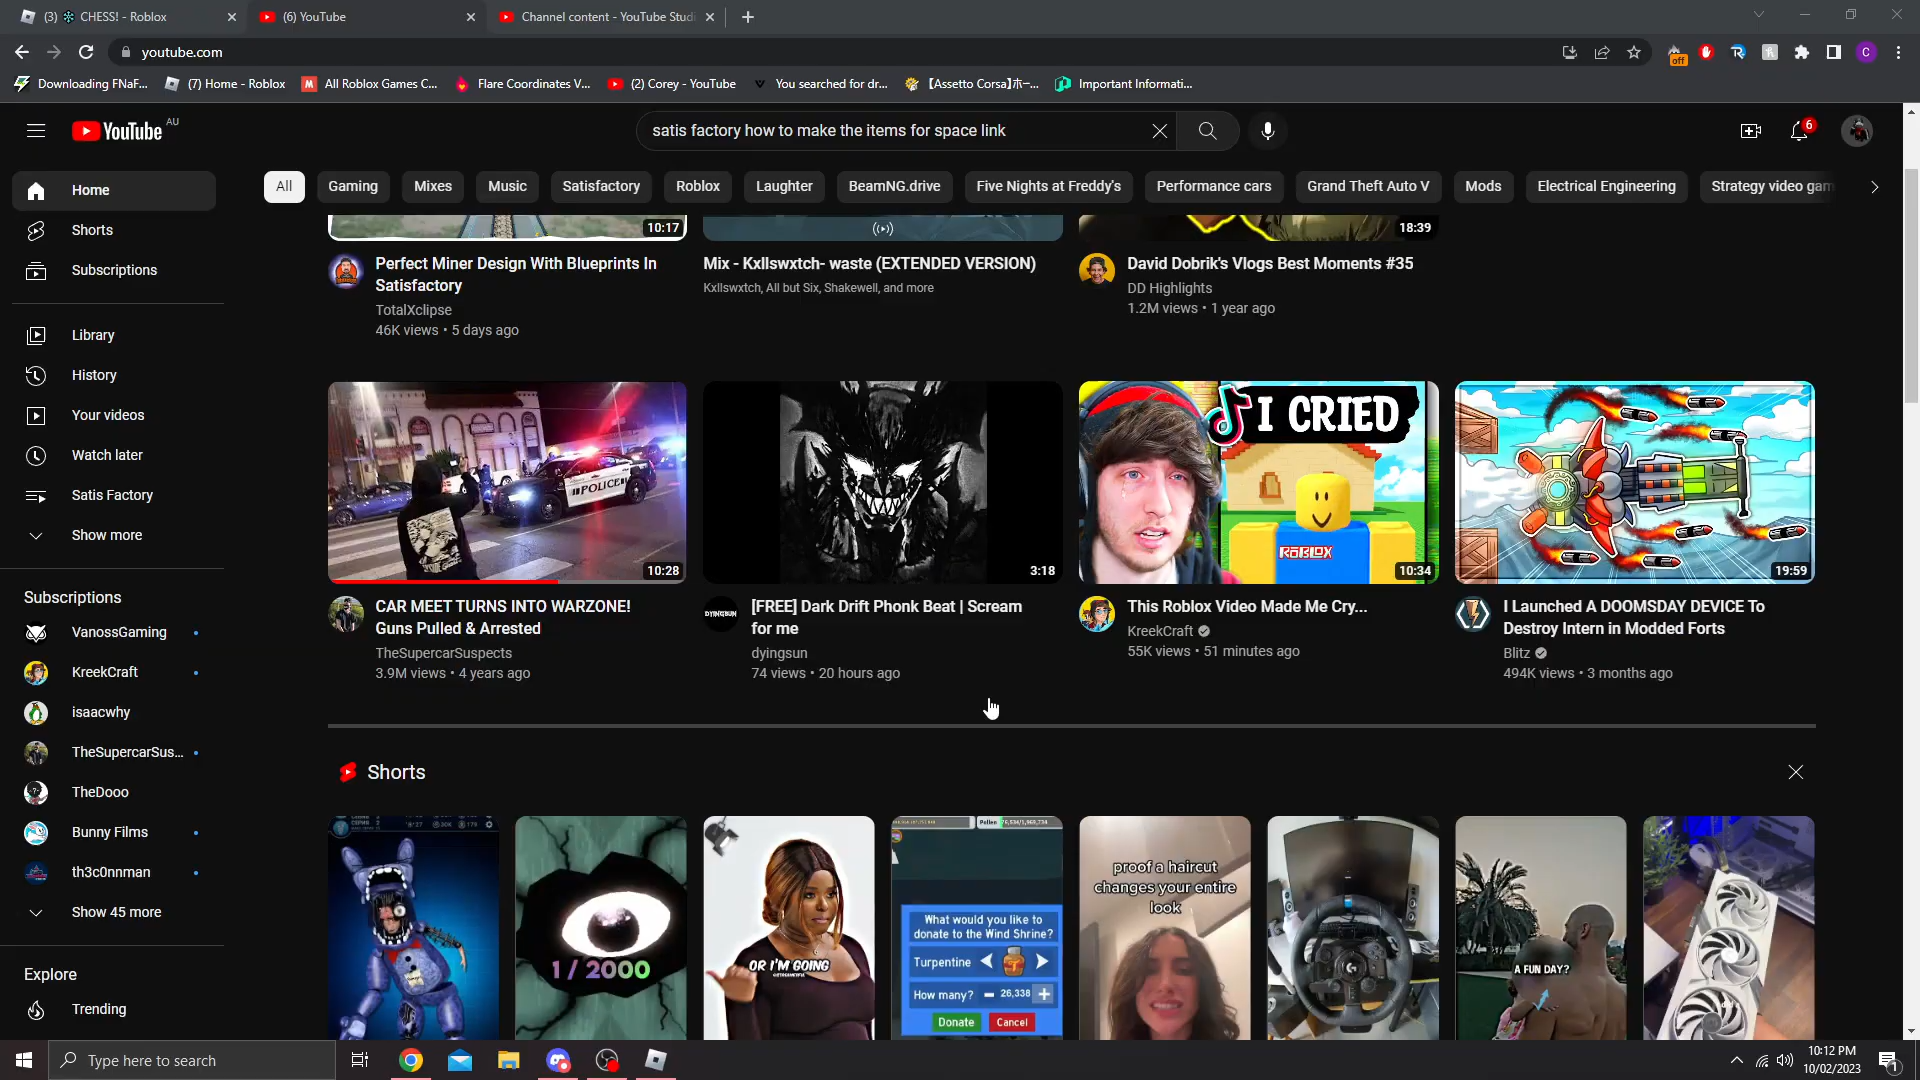 (3) CHESS! - Roblox
(6) YouTube
Channel content - YouTube Studi
youtube.com
off
C
Downloading FNaF...
(7) Home - Roblox
All Roblox Games C...
Flare Coordinates V...
(2) Corey - YouTube
You searched for dr...
【Assetto Corsa】ホー...
Important Informati...
YouTube AU
satis factory how to make the items for space link
6
Home
Shorts
Subscriptions
Library
History
Your videos
Watch later
Satis Factory
Show more
Subscriptions
VanossGaming
KreekCraft
isaacwhy
TheSupercarSus...
TheDooo
Bunny Films
th3c0nnman
Show 45 more
Explore
Trending
All
Gaming
Mixes
Music
Satisfactory
Roblox
Laughter
BeamNG.drive
Five Nights at Freddy's
Performance cars
Grand Theft Auto V
Mods
Electrical Engineering
Strategy video gam
10:17
18:39
Perfect Miner Design With Blueprints In
Satisfactory
TotalXclipse
46K views • 5 days ago
Mix - Kxllswxtch- waste (EXTENDED VERSION)
Kxllswxtch, All but Six, Shakewell, and more
David Dobrik's Vlogs Best Moments #35
DD Highlights
1.2M views • 1 year ago
POLICE
10:28
3:18
I CRIED
ROBLOX
10:34
19:59
CAR MEET TURNS INTO WARZONE!
Guns Pulled & Arrested
TheSupercarSuspects
3.9M views • 4 years ago
DYINGSUN
[FREE] Dark Drift Phonk Beat | Scream
for me
dyingsun
74 views • 20 hours ago
This Roblox Video Made Me Cry...
KreekCraft
55K views • 51 minutes ago
I Launched A DOOMSDAY DEVICE To
Destroy Intern in Modded Forts
Blitz
494K views • 3 months ago
Shorts
1 / 2000
OR I'M GOING
Pollen
What would you like to
donate to the Wind Shrine?
Turpentine
How many?
26,338
Donate
Cancel
proof a haircut
changes your entire
look
A FUN DAY?
Type here to search
10:12 PM
10/02/2023
1